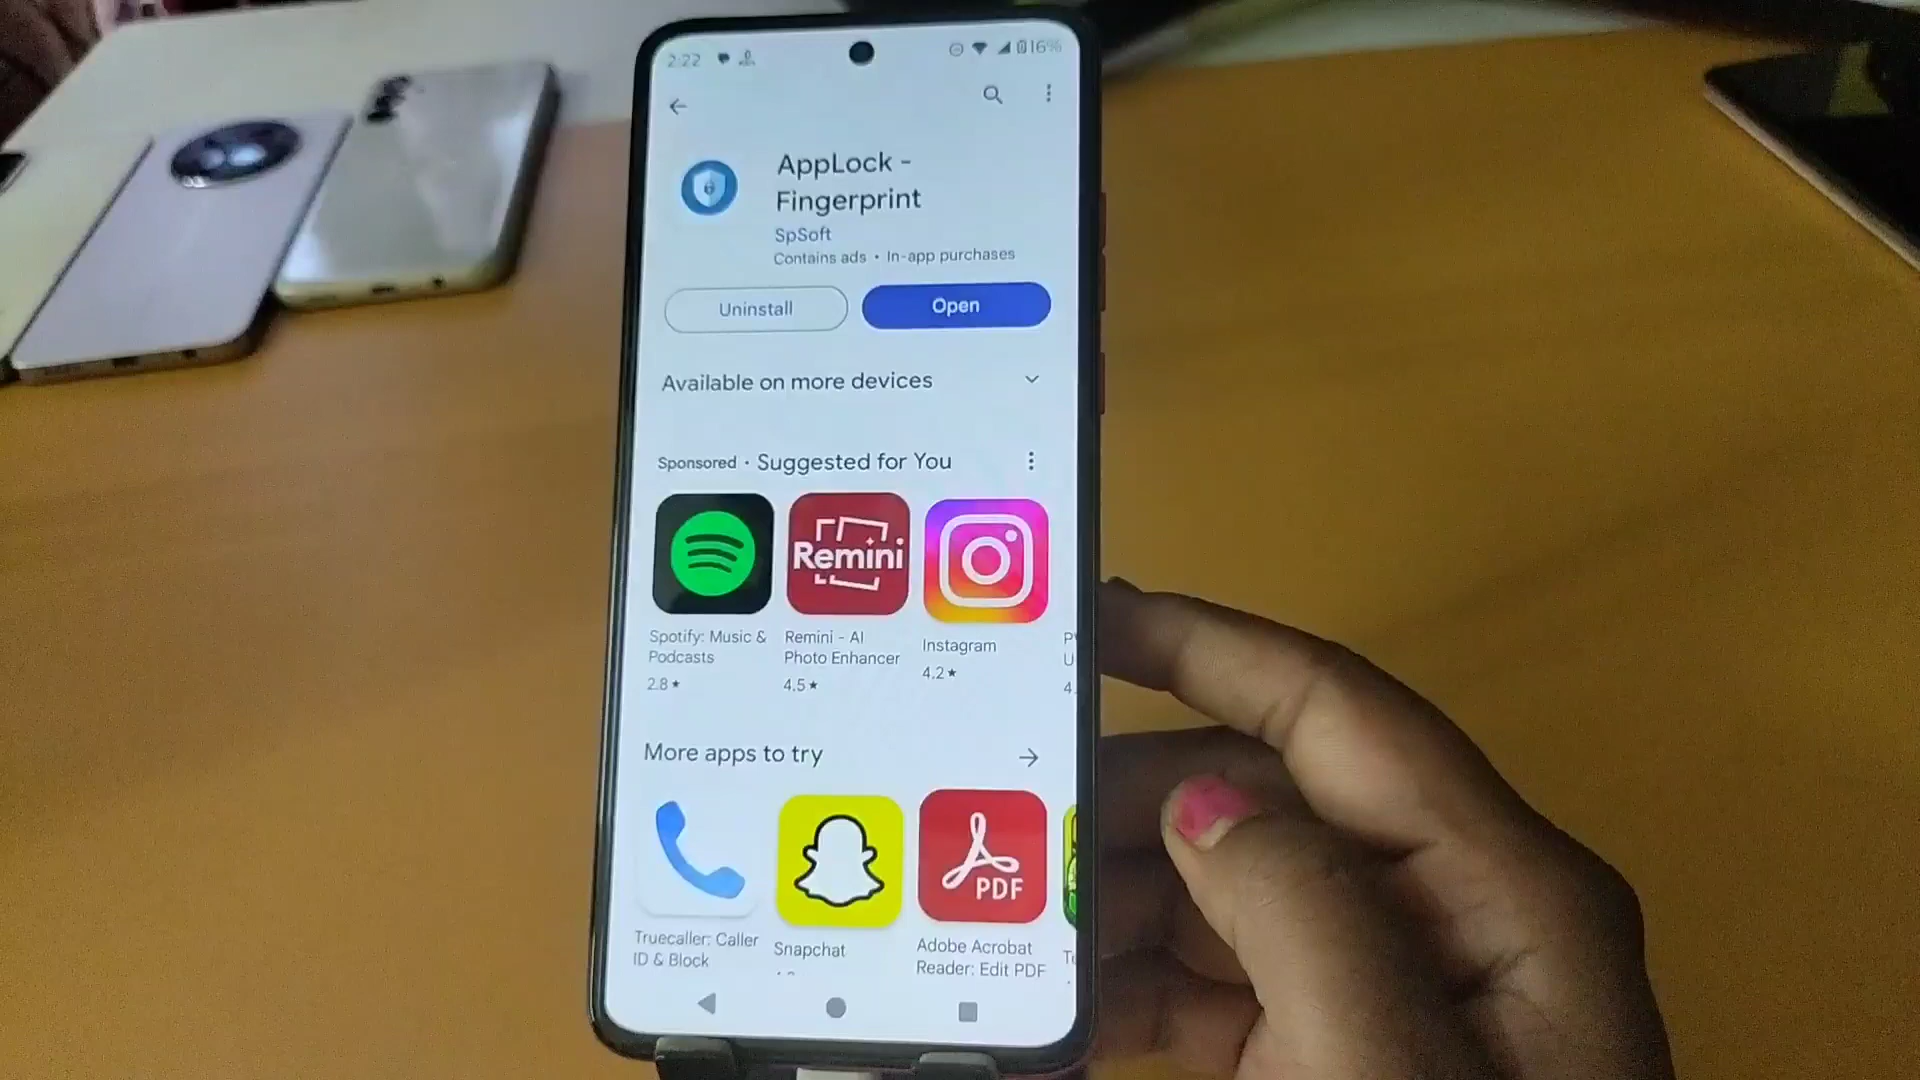 2:22
16%
AppLock -
Fingerprint
SpSoft
Contains ads • In-app purchases
Uninstall
Open
Available on more devices
Sponsored · Suggested for You
Remini
Spotify: Music &
Podcasts
2.8★
Remini - AI
Photo Enhancer
4.5★
Instagram
4.2★
P
U
4.
More apps to try
PDF
Truecaller: Caller
ID & Block
Snapchat
Adobe Acrobat
Reader: Edit PDF